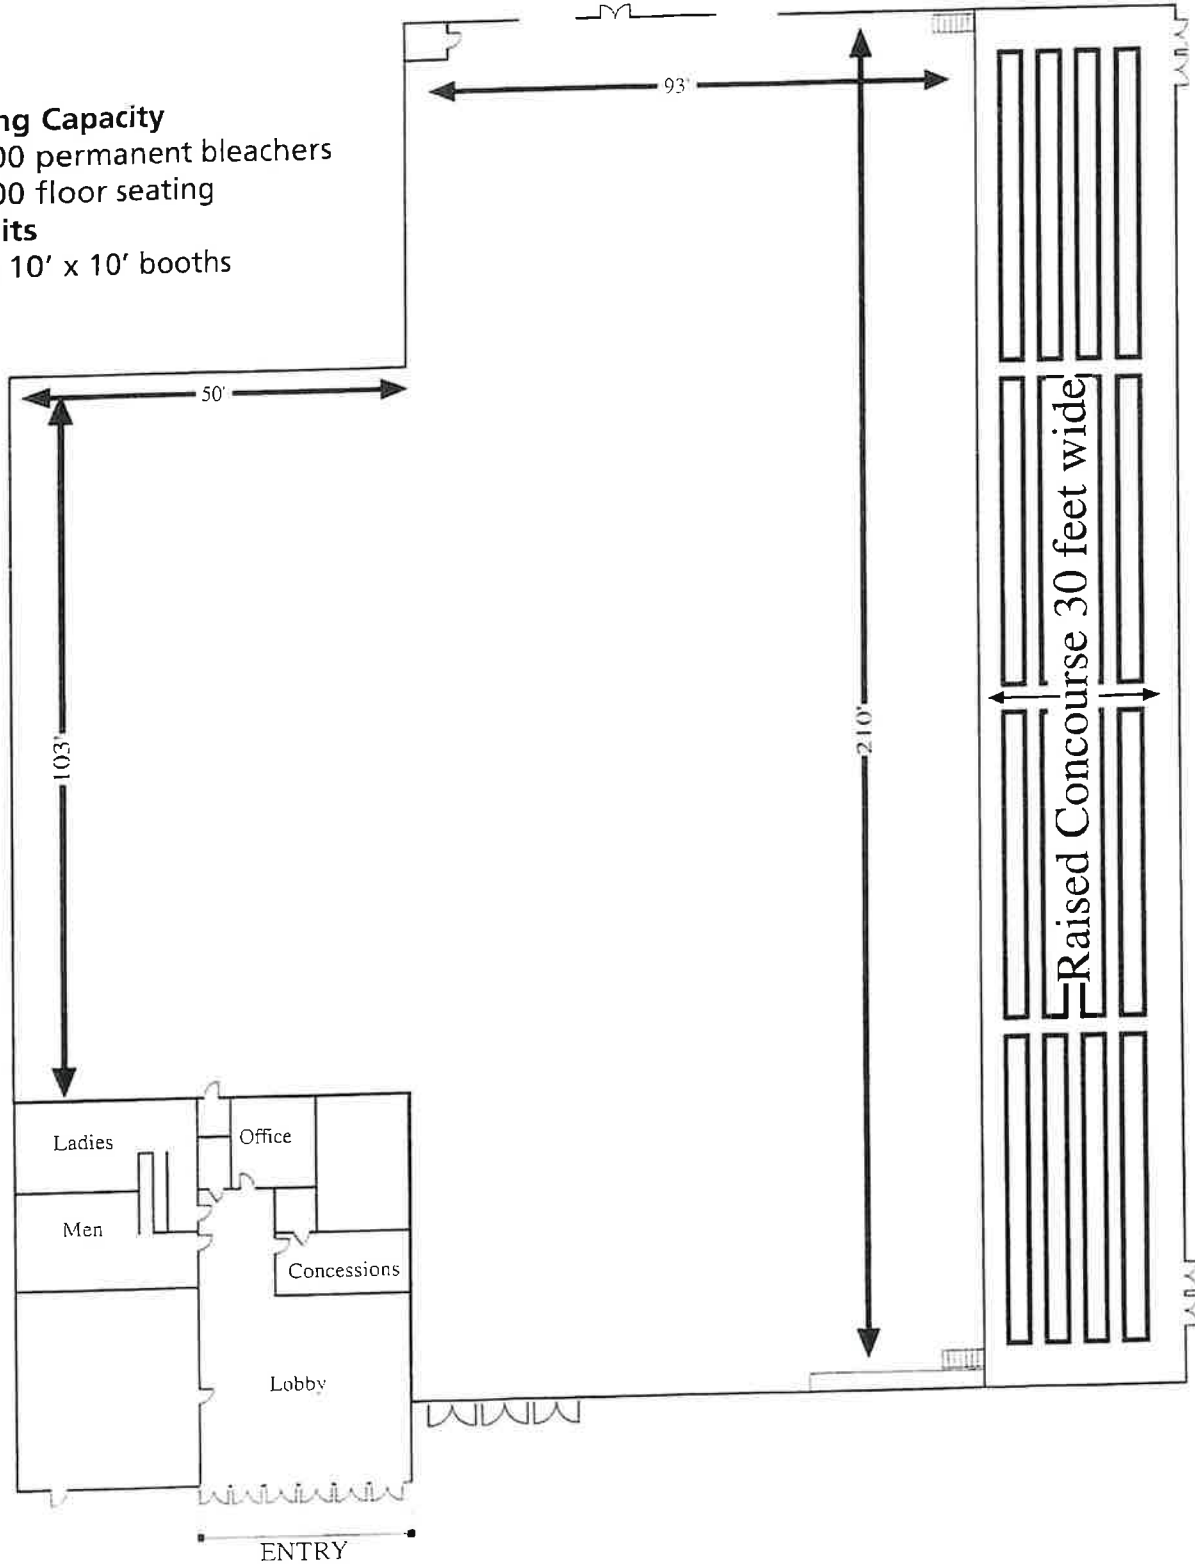 ng Capacity
00 permanent bleachers
00 floor seating
its
10' x 10' booths
93'
50'
103'
210'
Raised Concourse 30 feet wide
Ladies
Office
Men
Concessions
Lobby
ENTRY